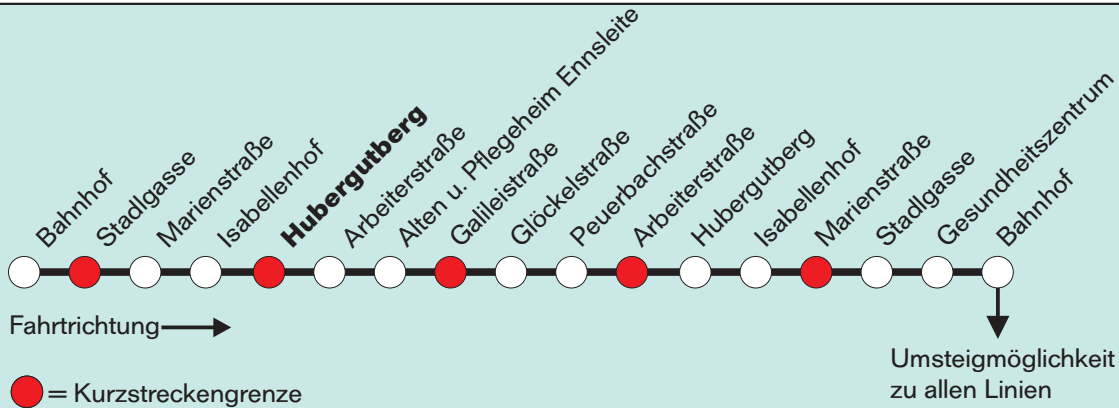 Bahnhof
Stadlgasse
Marienstraße
Isabellenhof
Hubergutberg
Arbeiterstraße
Alten u. Pflegeheim Ennsleite
Galileistraße
Glöckelstraße
Peuerbachstraße
Arbeiterstraße
Hubergutberg
Isabellenhof
Marienstraße
Stadlgasse
Gesundheitszentrum
Bahnhof
Fahrtrichtung
Umsteigmöglichkeit
zu allen Linien
= Kurzstreckengrenze